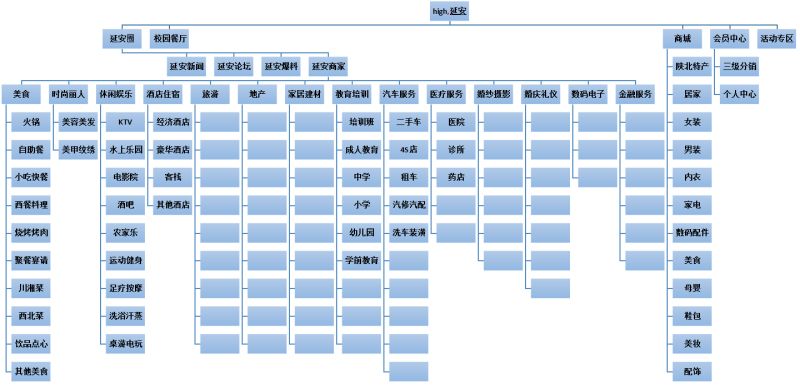 high.延安
延安圈
校园餐厅
商城
会员中心
活动专区
延安新闻
延安论坛
延安爆料
延安商家
陕北特产
三级分销
美食
时尚丽人
休闲娱乐
酒店住宿
旅游
地产
家居建材
教育培训
汽车服务
医疗服务
婚纱摄影
婚庆礼仪
数码电子
金融服务
居家
个人中心
火锅
美容美发
KTV
经济酒店
培训班
二手车
医院
女装
自助餐
美甲纹绣
水上乐园
豪华酒店
成人教育
4S店
诊所
男装
小吃快餐
电影院
客栈
中学
租车
药店
内衣
西餐料理
酒吧
其他酒店
小学
汽修汽配
家电
烧烤烤肉
农家乐
幼儿园
洗车装潢
数码配件
聚餐宴请
运动健身
学前教育
美食
川湘菜
足疗按摩
母婴
西北菜
洗浴汗蒸
鞋包
饮品点心
桌游电玩
美妆
其他美食
配饰